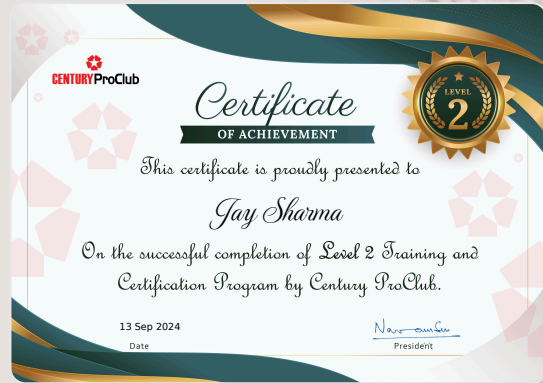 CENTURY ProClub
LEVEL
2
Certificate
OF ACHIEVEMENT
This certificate is proudly presented to
Jay Sharma
On the successful completion of Level 2 Training and
Certification Program by Century ProClub.
13 Sep 2024
Date
President